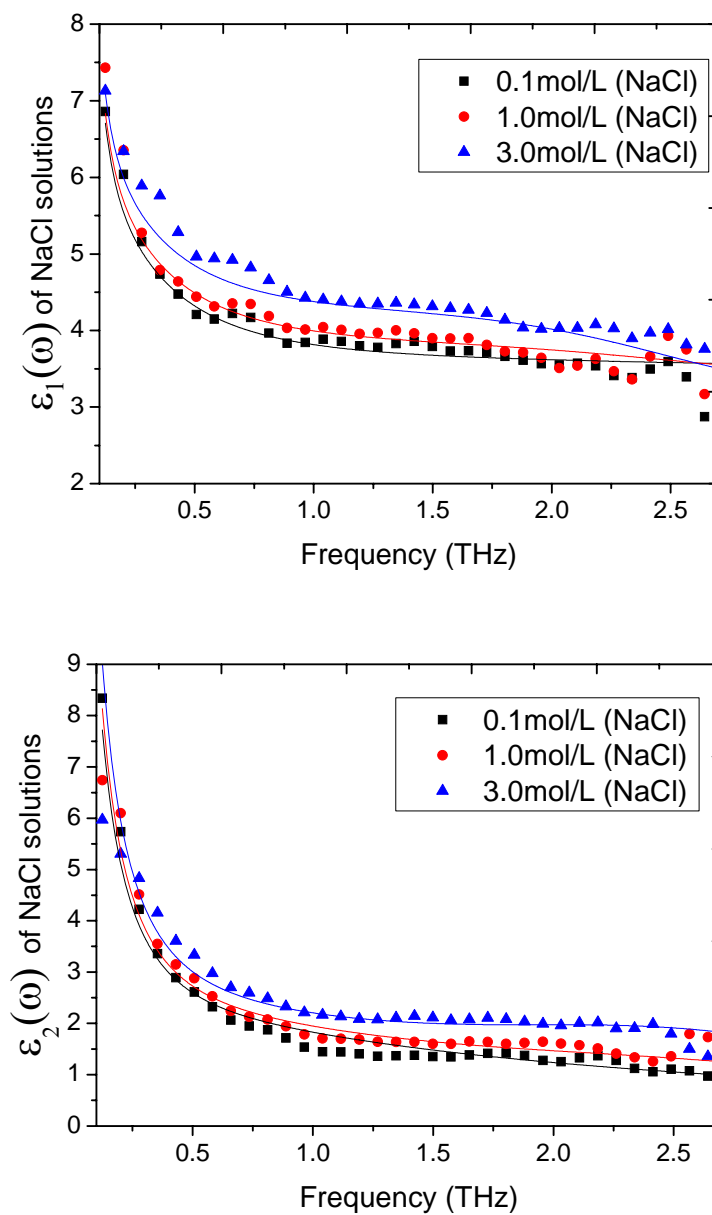 8
7
6
5
4
3
2
ε₁(ω) of NaCl solutions
0.1mol/L (NaCl)
1.0mol/L (NaCl)
3.0mol/L (NaCl)
0.5
1.0
1.5
2.0
2.5
Frequency (THz)
9
8
7
6
5
4
3
2
1
0
ε₂(ω) of NaCl solutions
0.1mol/L (NaCl)
1.0mol/L (NaCl)
3.0mol/L (NaCl)
0.5
1.0
1.5
2.0
2.5
Frequency (THz)